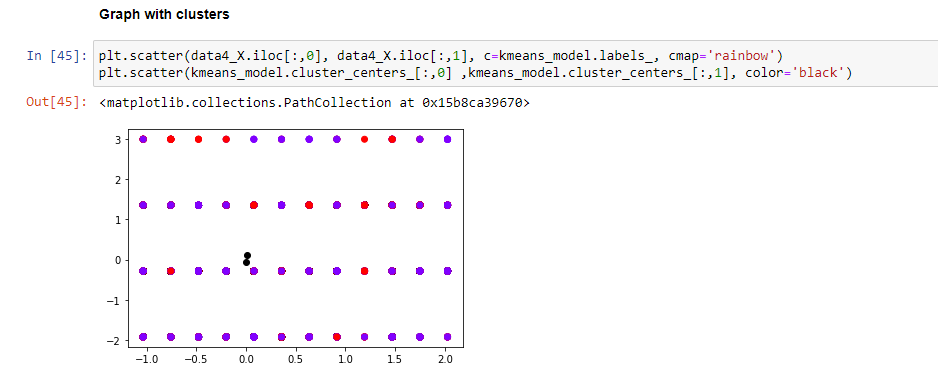 Graph with clusters
In [45]: plt.scatter(data4_X.iloc[:,0], data4_X.iloc[:,1], c=kmeans_model.labels_, cmap='rainbow')
plt.scatter(kmeans_model.cluster_centers_[:,0] ,kmeans_model.cluster_centers_[:,1], color='black')
Out[45]: <matplotlib.collections.PathCollection at 0x15b8ca39670>
3
2
1
0
−1
−2
−1.0 −0.5 0.0 0.5 1.0 1.5 2.0